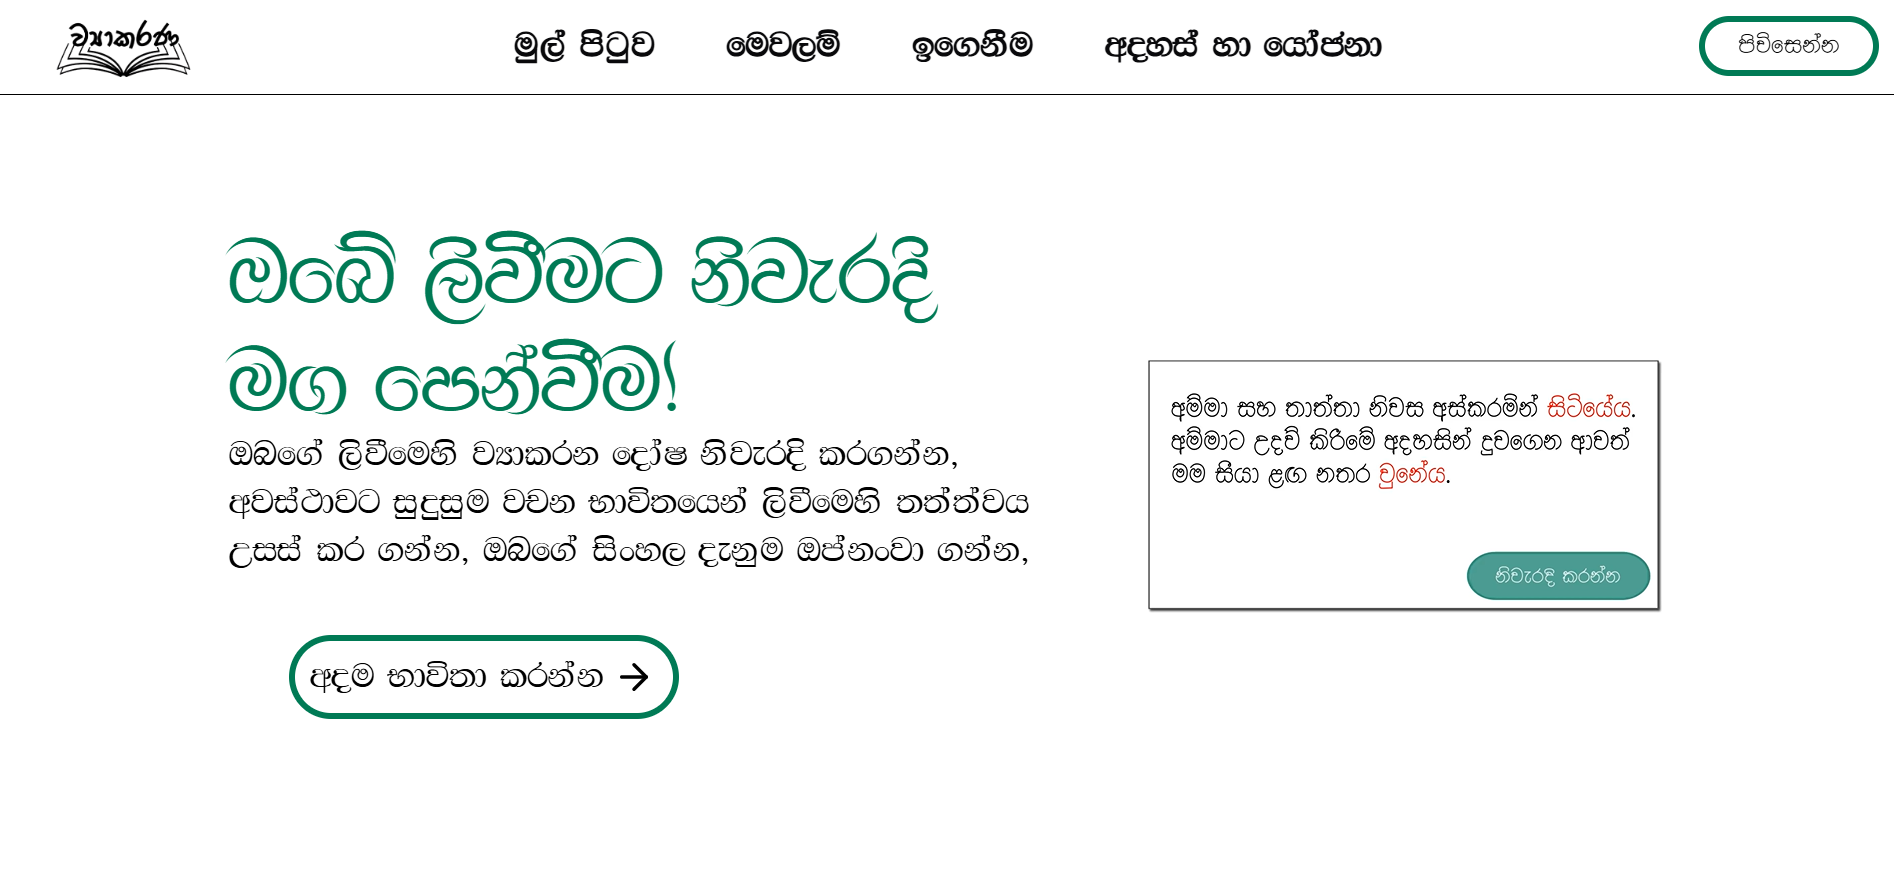 ව්‍යාකරණ
මුල් පිටුව
මෙවලම්
ඉගෙනීම
අදහස් හා යෝජනා
පිවිසෙන්න
ඔබේ ලිවීමට නිවැරදි
මග පෙන්වීම!
ඔබගේ ලිවීමෙහි ව්‍යාකරන දෝෂ නිවැරදි කරගන්න,
අවස්ථාවට සුදුසුම වචන භාවිතයෙන් ලිවීමෙහි තත්ත්වය
උසස් කර ගන්න, ඔබගේ සිංහල දැනුම ඔප්නංවා ගන්න,
අදම භාවිතා කරන්න
අම්මා සහ තාත්තා නිවස අස්කරමින් සිටියේය.
අම්මාට උදව් කිරීමේ අදහසින් දුවගෙන ආවත්
මම සීයා ළඟ නතර වුනේය.
නිවැරදි කරන්න